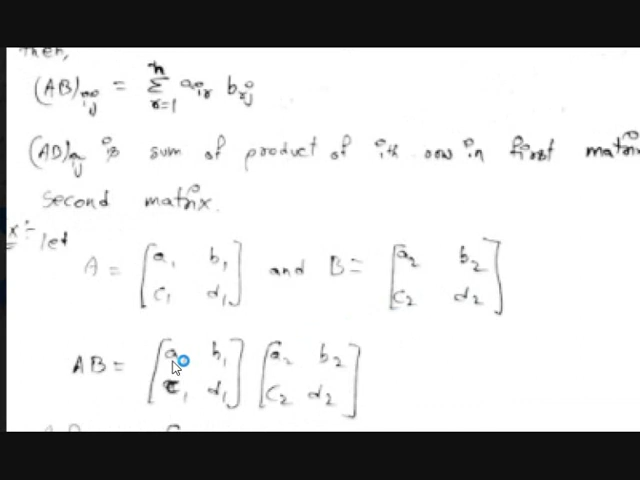 Then,
(AB)ij = n Σ r=1 air brj
(AB)ij is sum of product of ith row in first matrix
second matrix.
Ex:- let
A = [a1 b1 c1 d1] and B = [a2 b2 c2 d2]
AB = [a b1 c1 d1] [a2 b2 c2 d2]